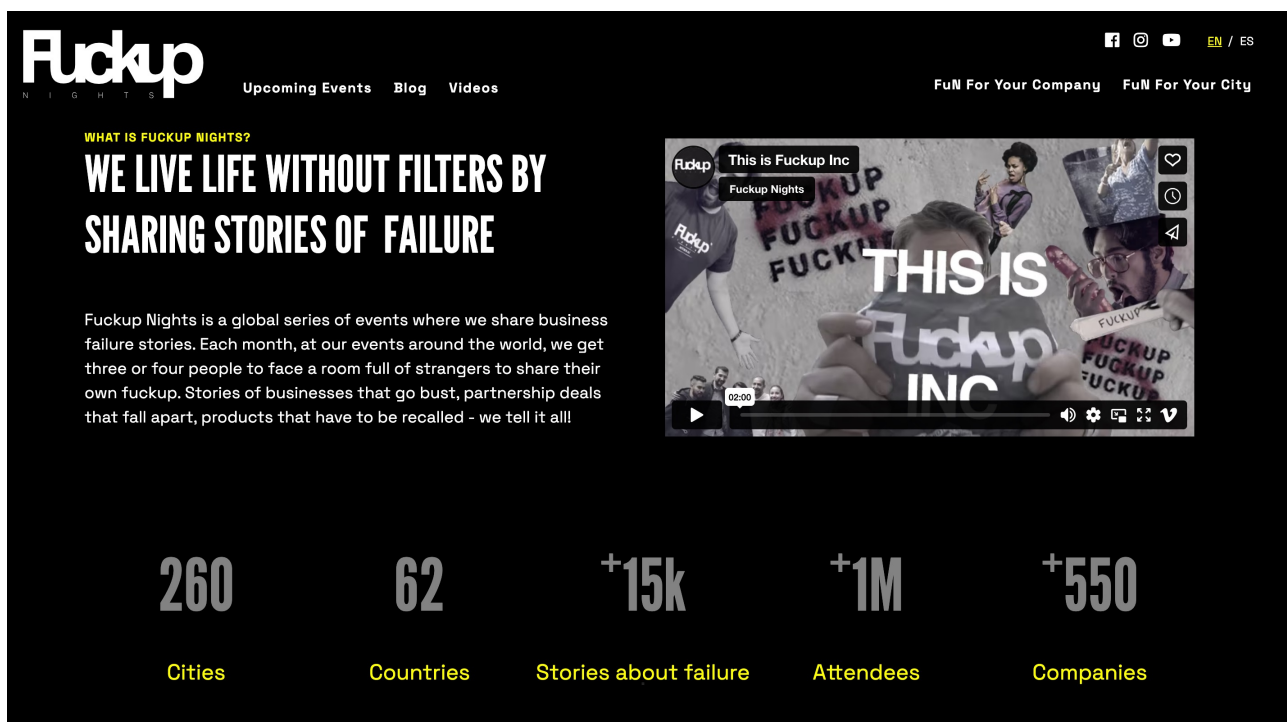 Fuckup
NIGHTS
Upcoming Events Blog Videos
EN / ES
FuN For Your Company FuN For Your City
WHAT IS FUCKUP NIGHTS?
WE LIVE LIFE WITHOUT FILTERS BY
SHARING STORIES OF FAILURE
Fuckup Nights is a global series of events where we share business
failure stories. Each month, at our events around the world, we get
three or four people to face a room full of strangers to share their
own fuckup. Stories of businesses that go bust, partnership deals
that fall apart, products that have to be recalled - we tell it all!
Fuckup
This is Fuckup Inc
Fuckup Nights
FUCKUP
FUCKUP
FUCKU
Fuckup
THIS IS
Fuckup
INC
FUCKUP
FUCKUP
FUCKUP
FUCKUP
02:00
260
Cities
62
Countries
+15k
Stories about failure
+1M
Attendees
+550
Companies